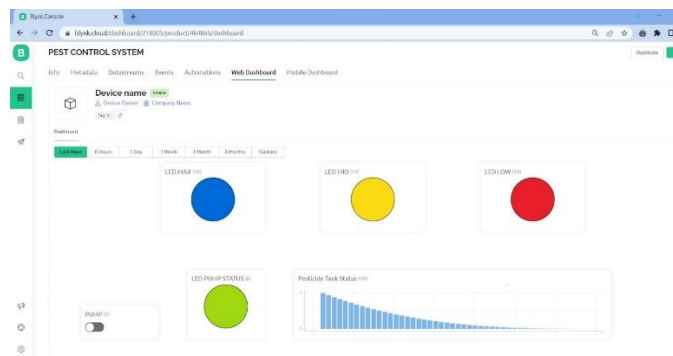 Blynk.Console
blynk.cloud/dashboard/218005/product/464865/dashboard
B
PEST CONTROL SYSTEM
Duplicate
Info Metadata Datastreams Events Automations Web Dashboard Mobile Dashboard
Device name
Device Owner Company Name
Dashboard
Last Hour 6 Hours 1 Day 1 Week 1 Month 3 Months Custom
LED MAX
LED MID
LED LOW
LED PUMP STATUS
Pesticide Tank Status
PUMP